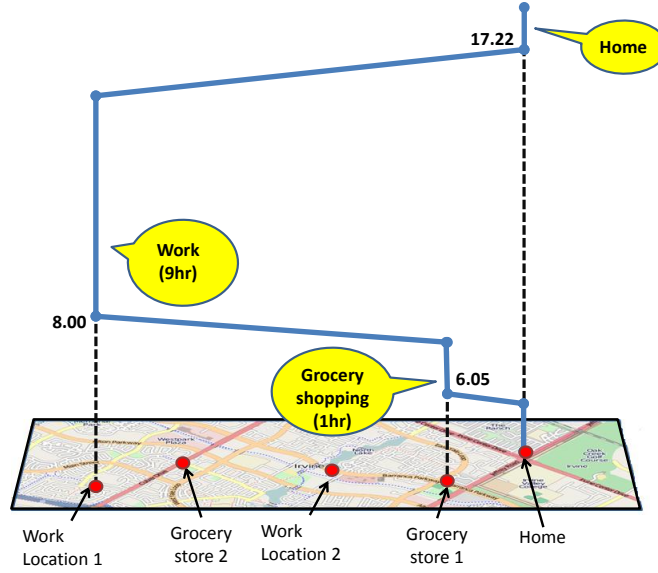 17.22
Home
Work
(9hr)
8.00
Grocery
shopping
(1hr)
6.05
Irvine
Work
Location 1
Grocery
store 2
Work
Location 2
Grocery
store 1
Home